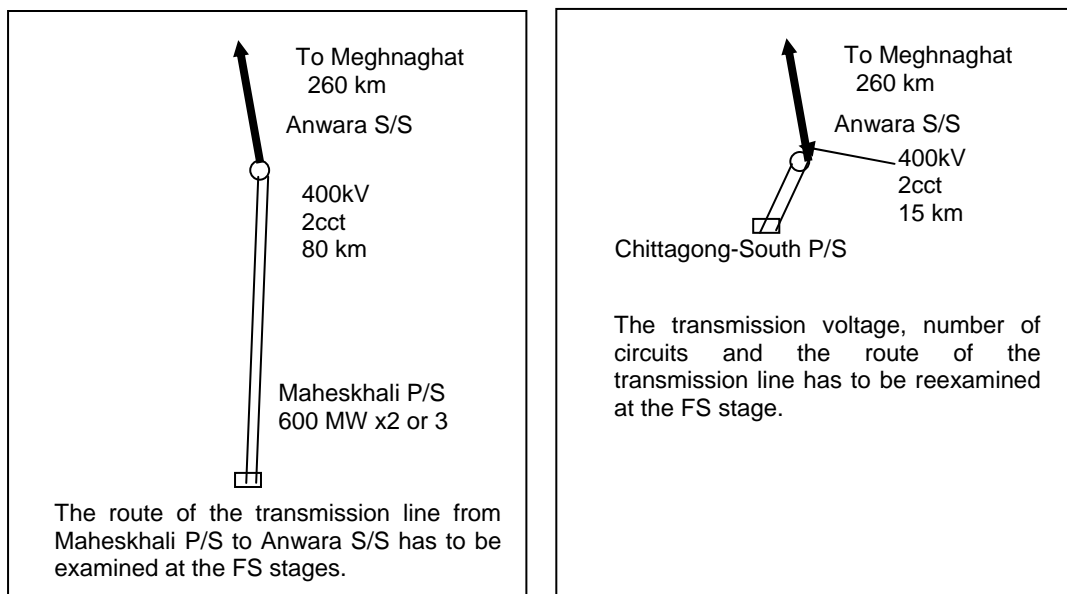 To Meghnaghat
260 km
Anwara S/S
400kV
2cct
80 km
Maheskhali P/S
600 MW x2 or 3
The route of the transmission line from
Maheskhali P/S to Anwara S/S has to be
examined at the FS stages.
To Meghnaghat
260 km
Anwara S/S
400kV
2cct
15 km
Chittagong-South P/S
The transmission voltage, number of
circuits and the route of the
transmission line has to be reexamined
at the FS stage.